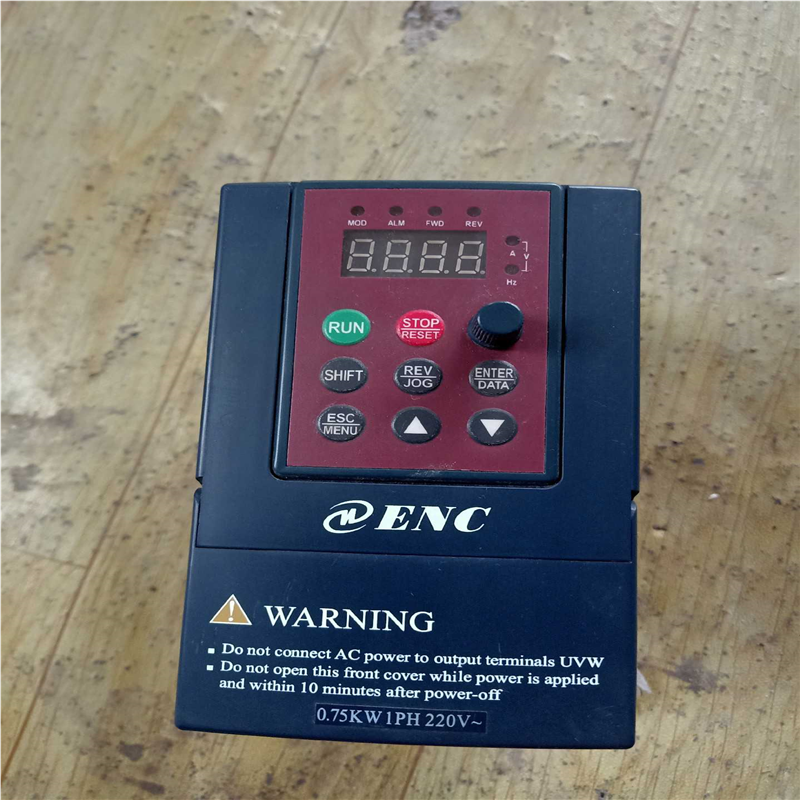 MOD ALM FWD REV
8.8.8.8.
A V
Hz
RUN STOP RESET
SHIFT REV JOG ENTER DATA
ESC MENU ▲ ▼
ENC
WARNING
Do not connect AC power to output terminals UVW
Do not open this front cover while power is applied
and within 10 minutes after power-off
0.75KW 1PH 220V~